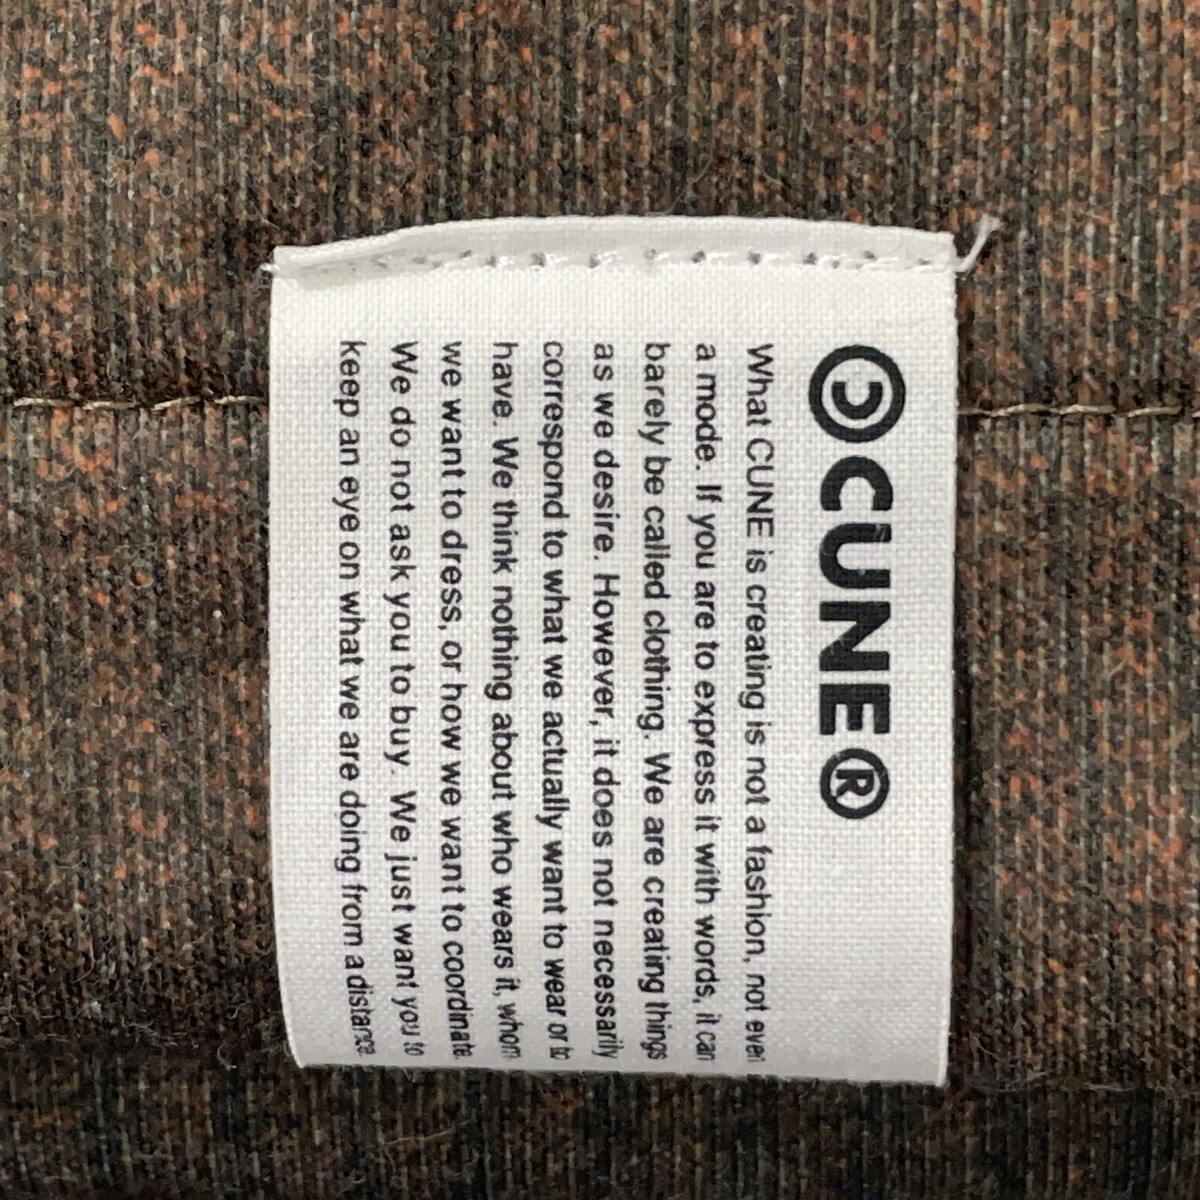 CUNE®
What CUNE is creating is not a fashion, not even
a mode. If you are to express it with words, it can
barely be called clothing. We are creating things
as we desire. However, it does not necessarily
correspond to what we actually want to wear or to
have. We think nothing about who wears it, whom
we want to dress, or how we want to coordinate.
We do not ask you to buy. We just want you to
keep an eye on what we are doing from a distance.